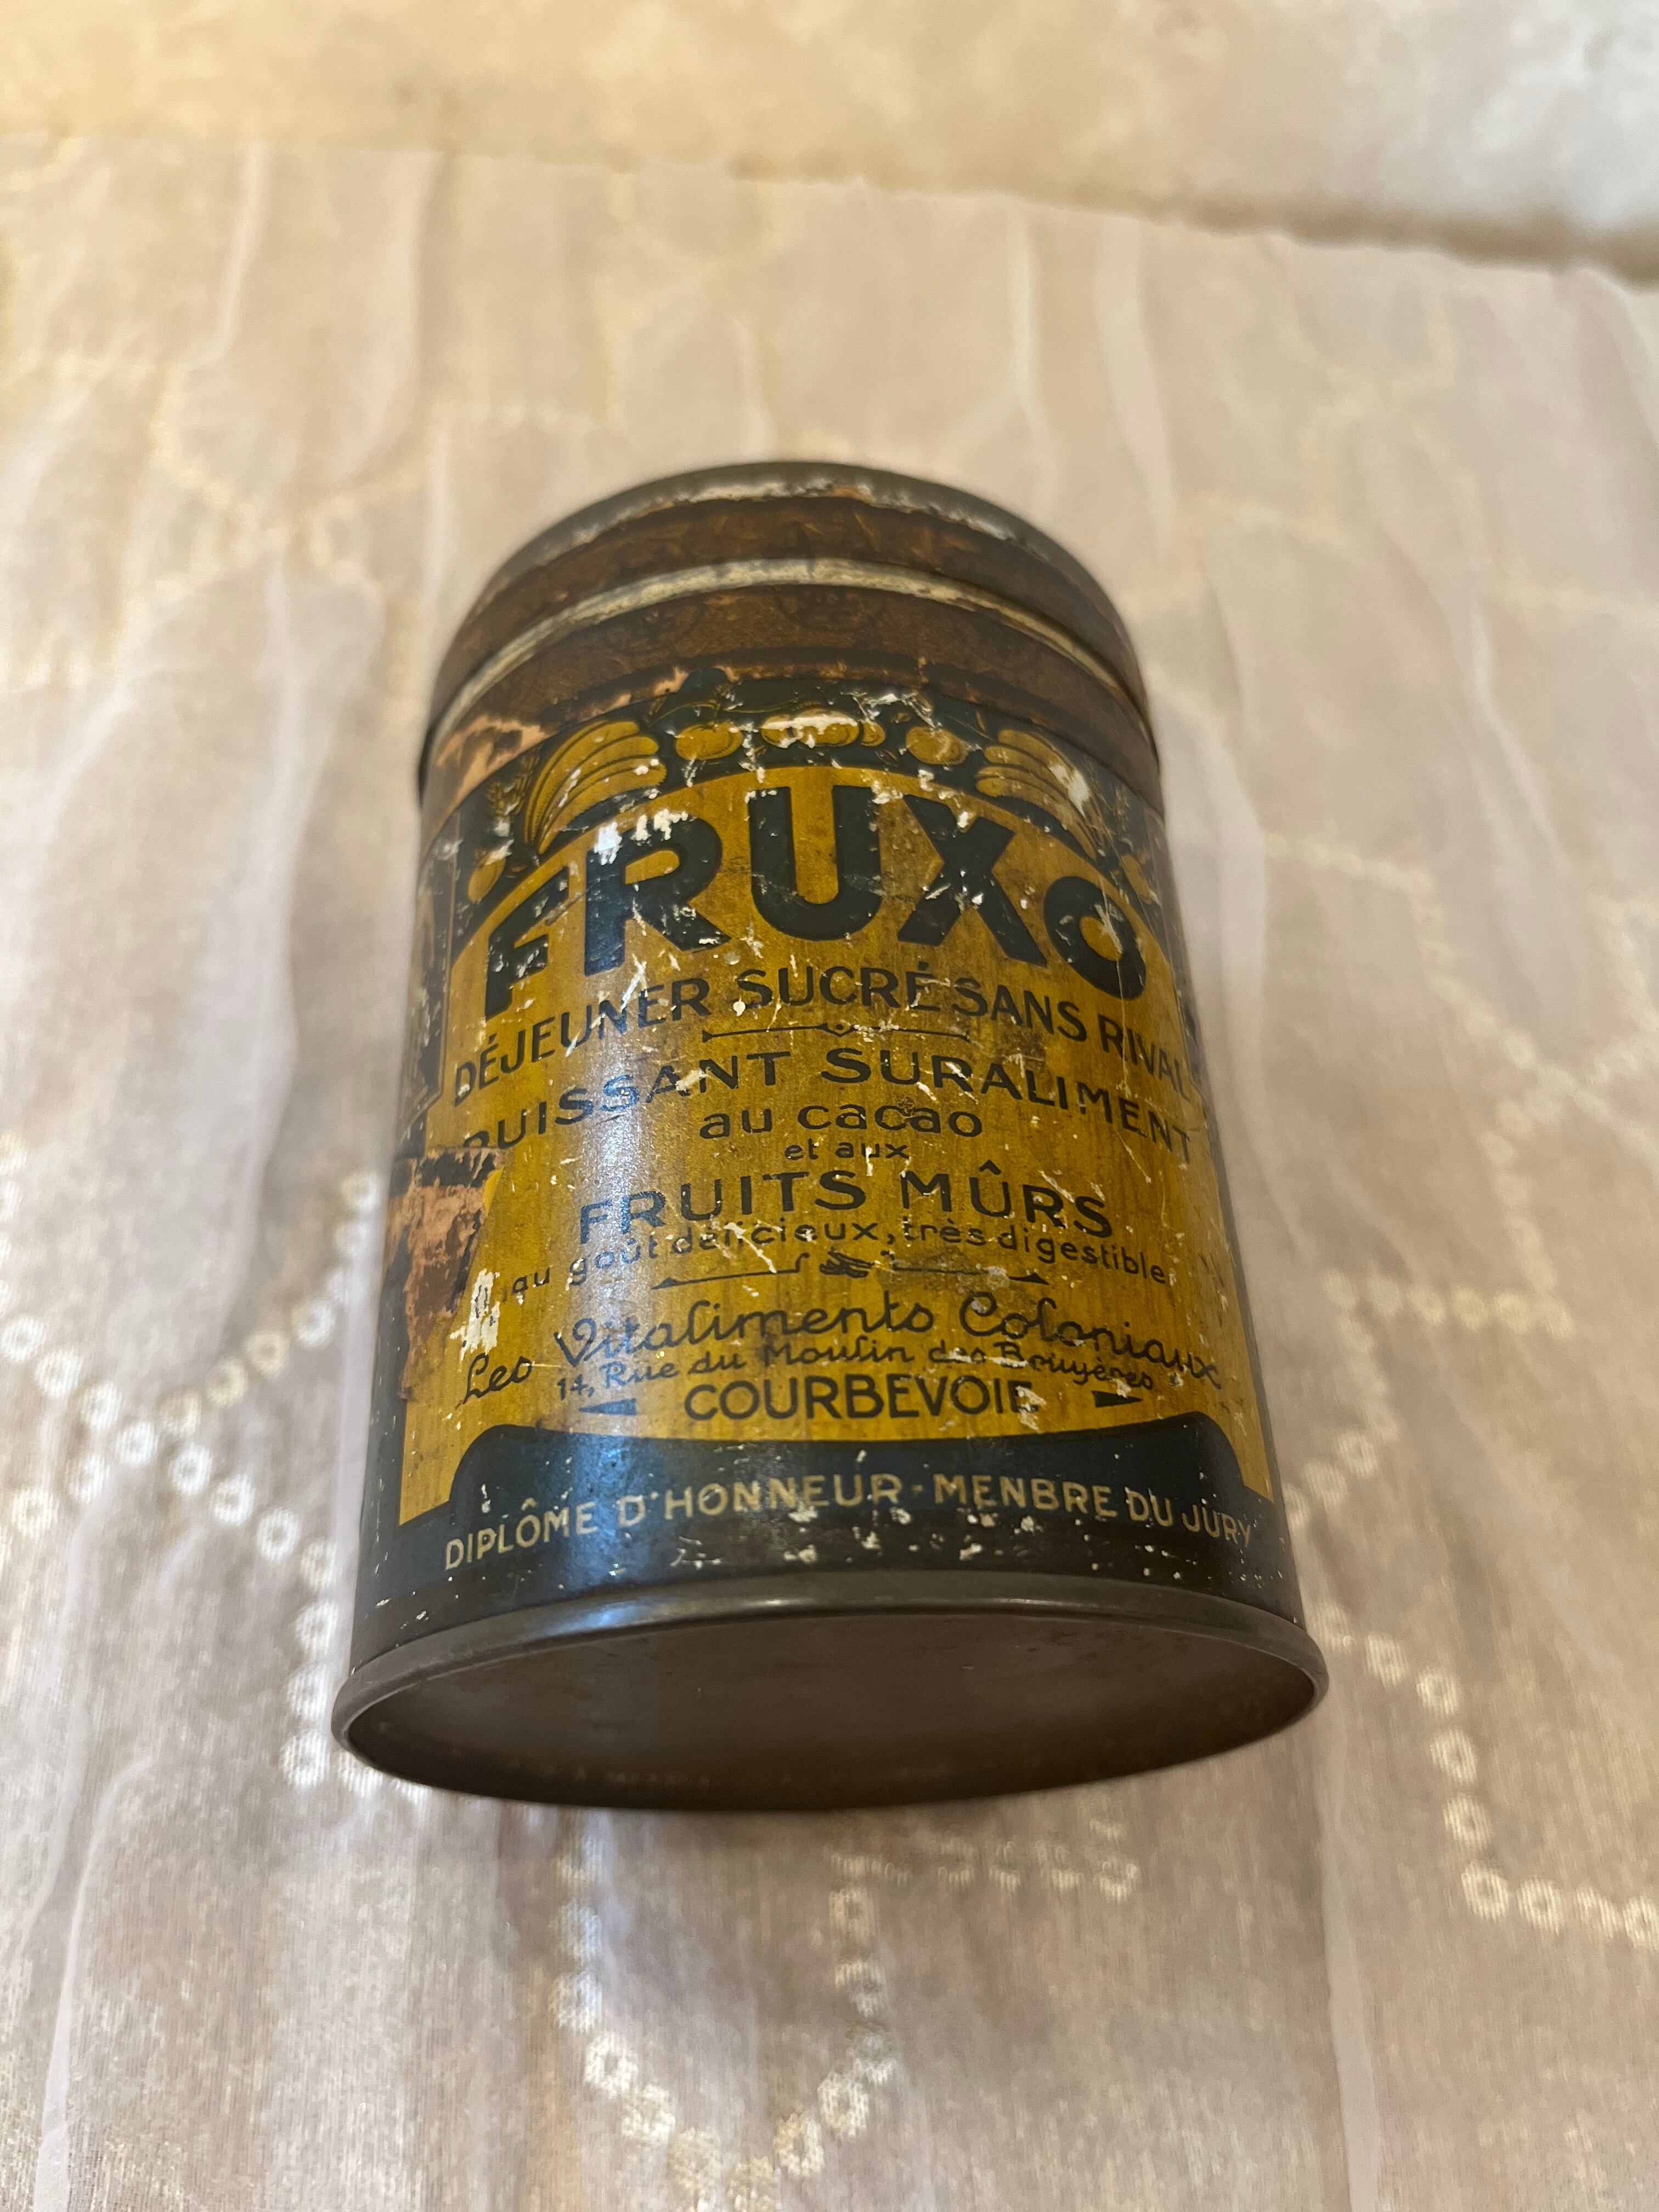 FRUXO
DÉJEUNER SUCRÉ SANS RIVAL
PUISSANT SURALIMENT
au cacao
et aux
FRUITS MÛRS
au goût délicieux, très digestible
Les Vitaliments Coloniaux
14, Rue du Moulin des Bruyères
COURBEVOIE
DIPLÔME D'HONNEUR - MENBRE DU JURY